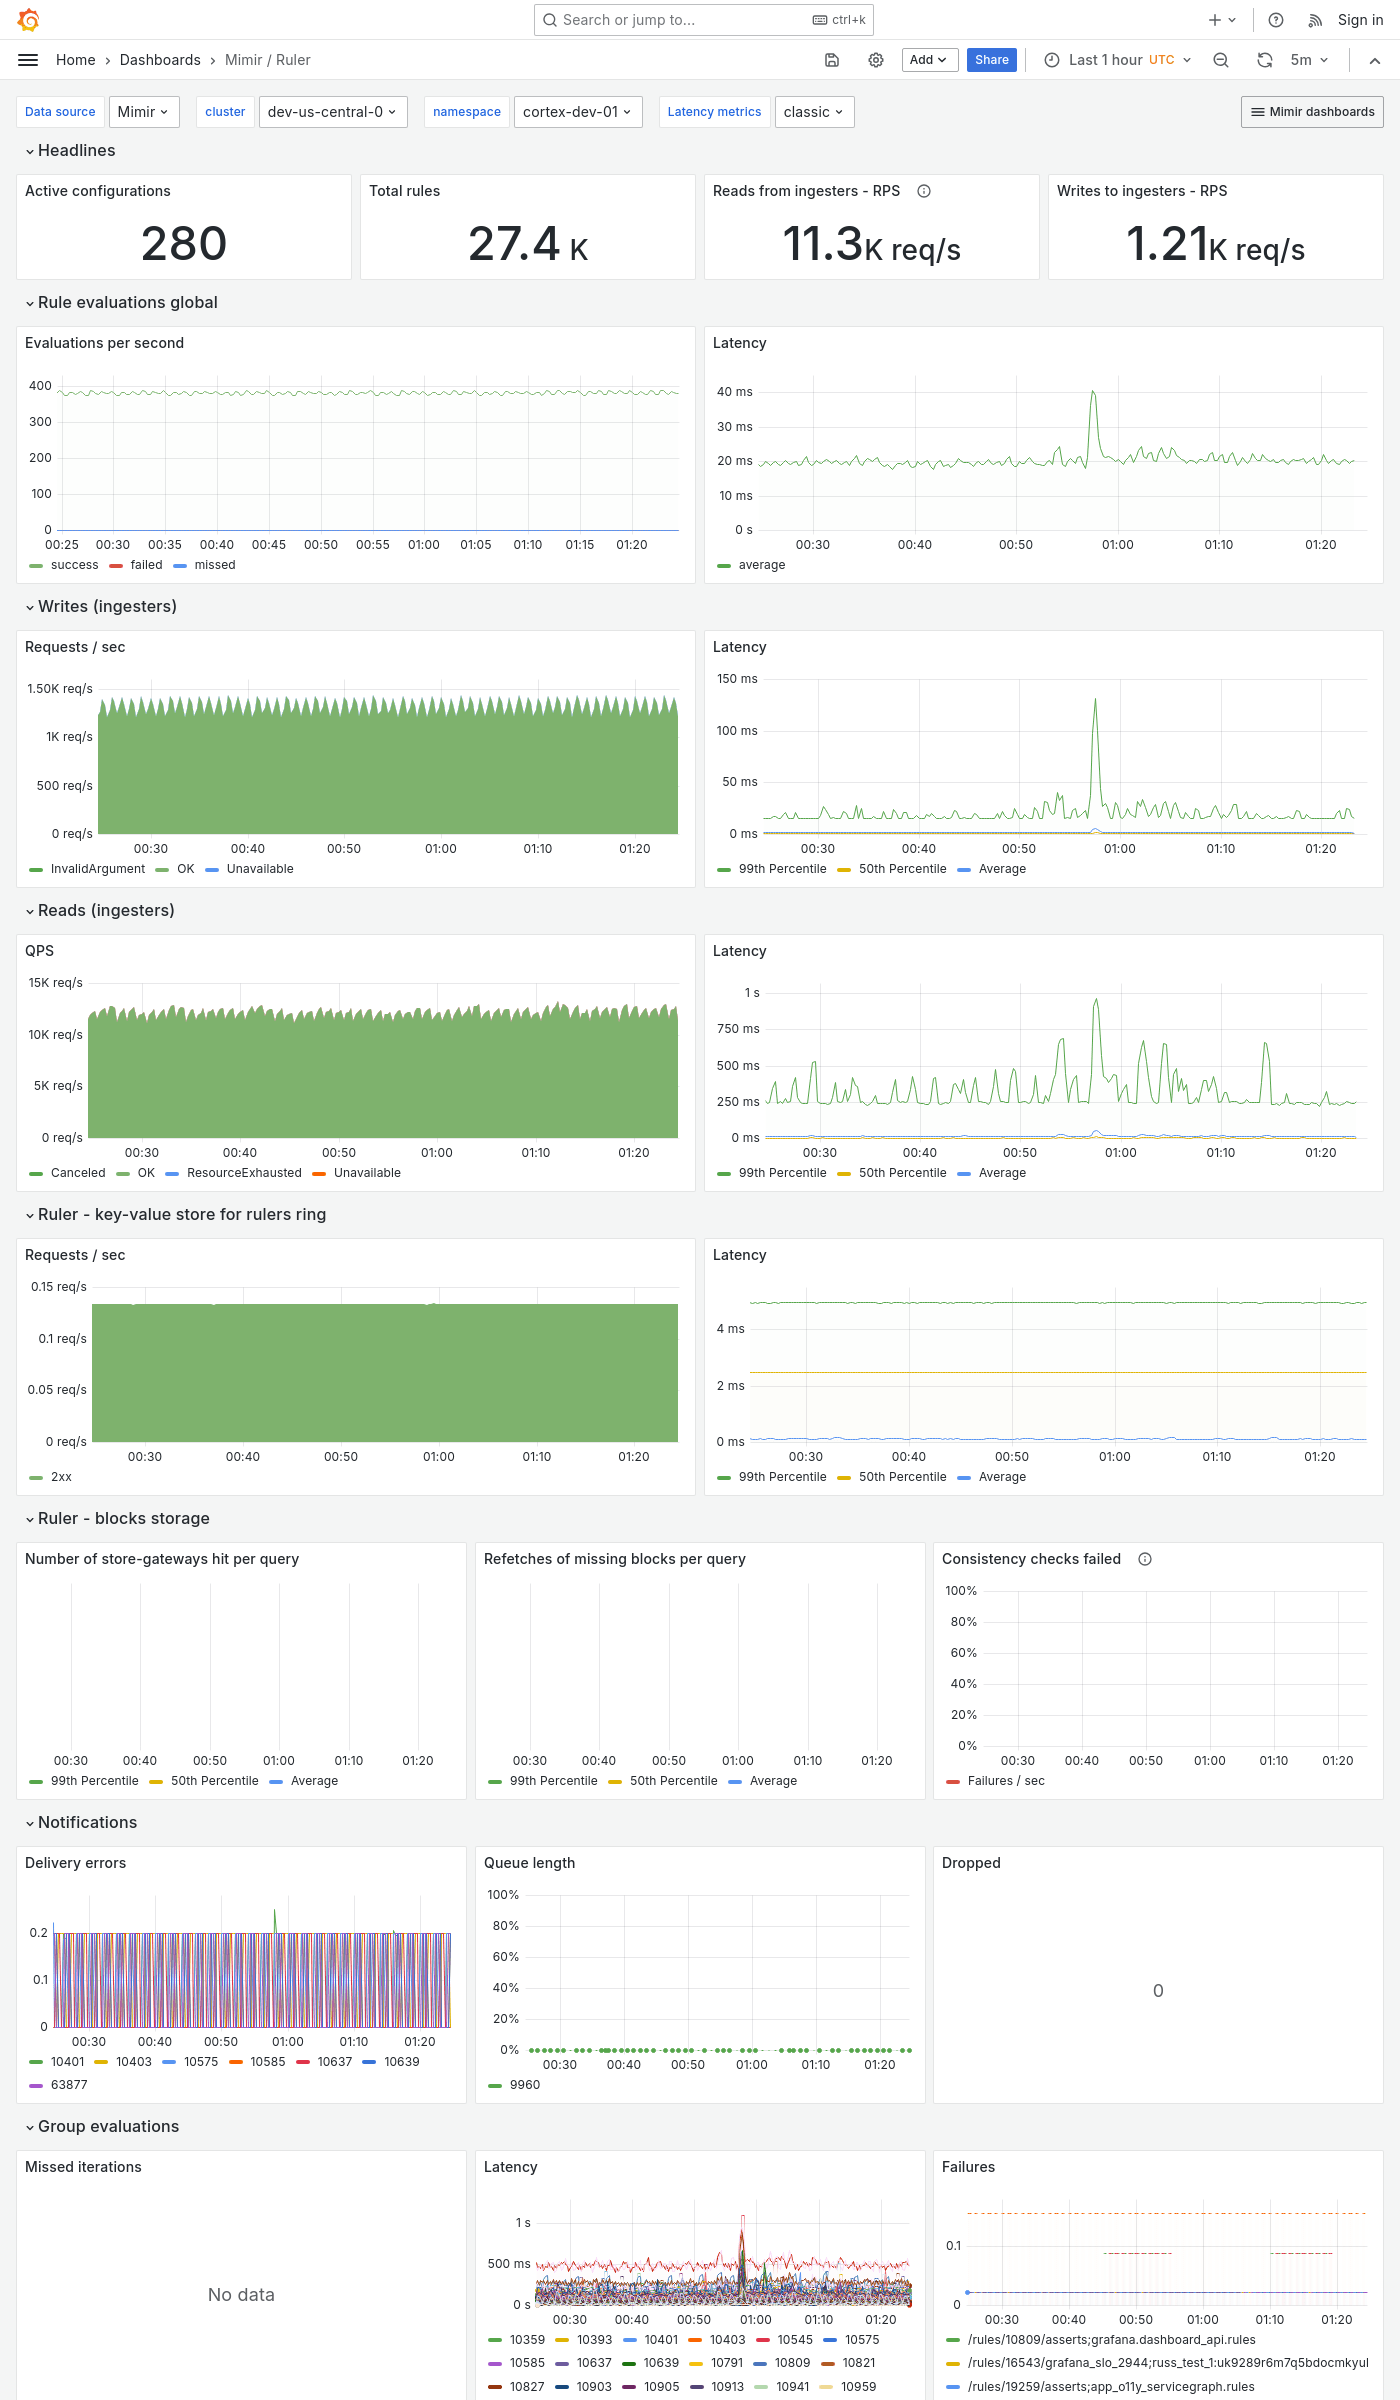 Search or jump to...
ctrl+k
Sign in
Home
Dashboards
Mimir / Ruler
Add
Share
Last 1 hour UTC
5m
Data source
Mimir
cluster
dev-us-central-0
namespace
cortex-dev-01
Latency metrics
classic
Mimir dashboards
Headlines
Active configurations
280
Total rules
27.4 K
Reads from ingesters - RPS
11.3K req/s
Writes to ingesters - RPS
1.21K req/s
Rule evaluations global
Evaluations per second
400
300
200
100
0
00:25 00:30 00:35 00:40 00:45 00:50 00:55 01:00 01:05 01:10 01:15 01:20
success failed missed
Latency
40 ms
30 ms
20 ms
10 ms
0 s
00:30 00:40 00:50 01:00 01:10 01:20
average
Writes (ingesters)
Requests / sec
1.50K req/s
1K req/s
500 req/s
0 req/s
00:30 00:40 00:50 01:00 01:10 01:20
InvalidArgument OK Unavailable
Latency
150 ms
100 ms
50 ms
0 ms
00:30 00:40 00:50 01:00 01:10 01:20
99th Percentile 50th Percentile Average
Reads (ingesters)
QPS
15K req/s
10K req/s
5K req/s
0 req/s
00:30 00:40 00:50 01:00 01:10 01:20
Canceled OK ResourceExhausted Unavailable
Latency
1 s
750 ms
500 ms
250 ms
0 ms
00:30 00:40 00:50 01:00 01:10 01:20
99th Percentile 50th Percentile Average
Ruler - key-value store for rulers ring
Requests / sec
0.15 req/s
0.1 req/s
0.05 req/s
0 req/s
00:30 00:40 00:50 01:00 01:10 01:20
2xx
Latency
4 ms
2 ms
0 ms
00:30 00:40 00:50 01:00 01:10 01:20
99th Percentile 50th Percentile Average
Ruler - blocks storage
Number of store-gateways hit per query
00:30 00:40 00:50 01:00 01:10 01:20
99th Percentile 50th Percentile Average
Refetches of missing blocks per query
00:30 00:40 00:50 01:00 01:10 01:20
99th Percentile 50th Percentile Average
Consistency checks failed
100%
80%
60%
40%
20%
0%
00:30 00:40 00:50 01:00 01:10 01:20
Failures / sec
Notifications
Delivery errors
0.2
0.1
0
00:30 00:40 00:50 01:00 01:10 01:20
10401 10403 10575 10585 10637 10639
63877
Queue length
100%
80%
60%
40%
20%
0%
00:30 00:40 00:50 01:00 01:10 01:20
9960
Dropped
0
Group evaluations
Missed iterations
No data
Latency
1 s
500 ms
0 s
00:30 00:40 00:50 01:00 01:10 01:20
10359 10393 10401 10403 10545 10575
10585 10637 10639 10791 10809 10821
10827 10903 10905 10913 10941 10959
Failures
0.1
0
00:30 00:40 00:50 01:00 01:10 01:20
/rules/10809/asserts;grafana.dashboard_api.rules
/rules/16543/grafana_slo_2944;russ_test_1:uk9289r6m7q5bdocmkyul
/rules/19259/asserts;app_o11y_servicegraph.rules